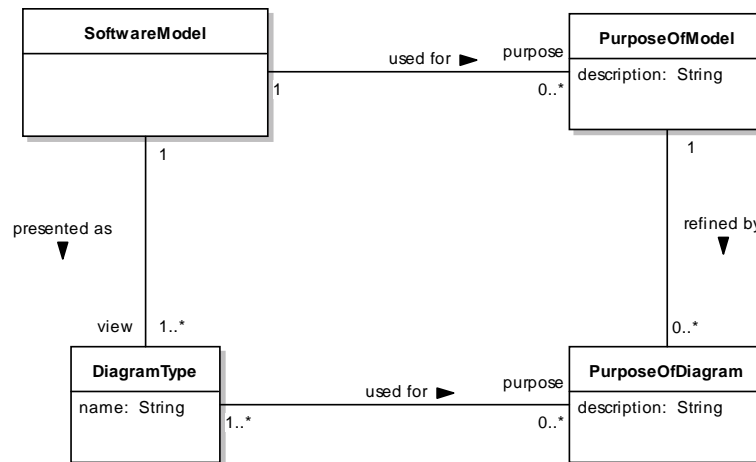 SoftwareModel
PurposeOfModel
description: String
used for
purpose
1
0..*
1
1
presented as
refined by
view
1..*
0..*
DiagramType
name: String
PurposeOfDiagram
description: String
used for
purpose
1..*
0..*